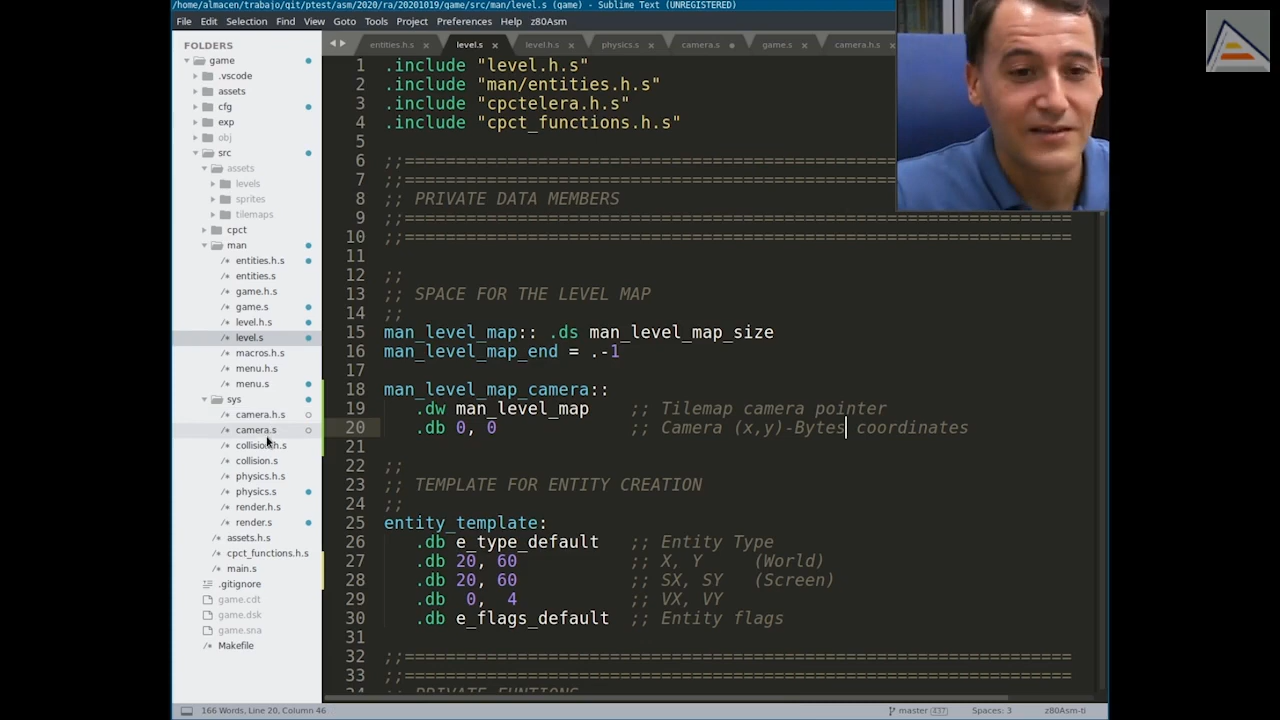 /home/almacen/trabajo/git/ptest/asm/2020/ra/20201019/game/src/man/level.s (game) - Sublime Text (UNREGISTERED)
File Edit Selection Find View Goto Tools Project Preferences Help z80Asm
FOLDERS
game
.vscode
assets
cfg
exp
obj
src
assets
levels
sprites
tilemaps
cpct
man
entities.h.s
entities.s
game.h.s
game.s
level.h.s
level.s
macros.h.s
menu.h.s
menu.s
sys
camera.h.s
camera.s
collision.h.s
collision.s
physics.h.s
physics.s
render.h.s
render.s
assets.h.s
cpct_functions.h.s
main.s
.gitignore
game.cdt
game.dsk
game.sna
Makefile
entities.h.s level.s level.h.s physics.s camera.s game.s camera.h.s
1 .include "level.h.s"
2 .include "man/entities.h.s"
3 .include "cpctelera.h.s"
4 .include "cpct_functions.h.s"
5
6 ;;==================================================
7 ;;==================================================
8 ;; PRIVATE DATA MEMBERS
9 ;;=====================================================================
10 ;;=====================================================================
11
12 ;;
13 ;; SPACE FOR THE LEVEL MAP
14 ;;
15 man_level_map:: .ds man_level_map_size
16 man_level_map_end = .-1
17
18 man_level_map_camera::
19 .dw man_level_map ;; Tilemap camera pointer
20 .db 0, 0 ;; Camera (x,y)-Bytes coordinates
21
22 ;;
23 ;; TEMPLATE FOR ENTITY CREATION
24 ;;
25 entity_template:
26 .db e_type_default ;; Entity Type
27 .db 20, 60 ;; X, Y (World)
28 .db 20, 60 ;; SX, SY (Screen)
29 .db 0, 4 ;; VX, VY
30 .db e_flags_default ;; Entity flags
31
32 ;;=====================================================================
33 ;;=====================================================================
34 ;; PRIVATE FUNTIONS
166 Words, Line 20, Column 46
master 437
Spaces: 3
z80Asm-ti